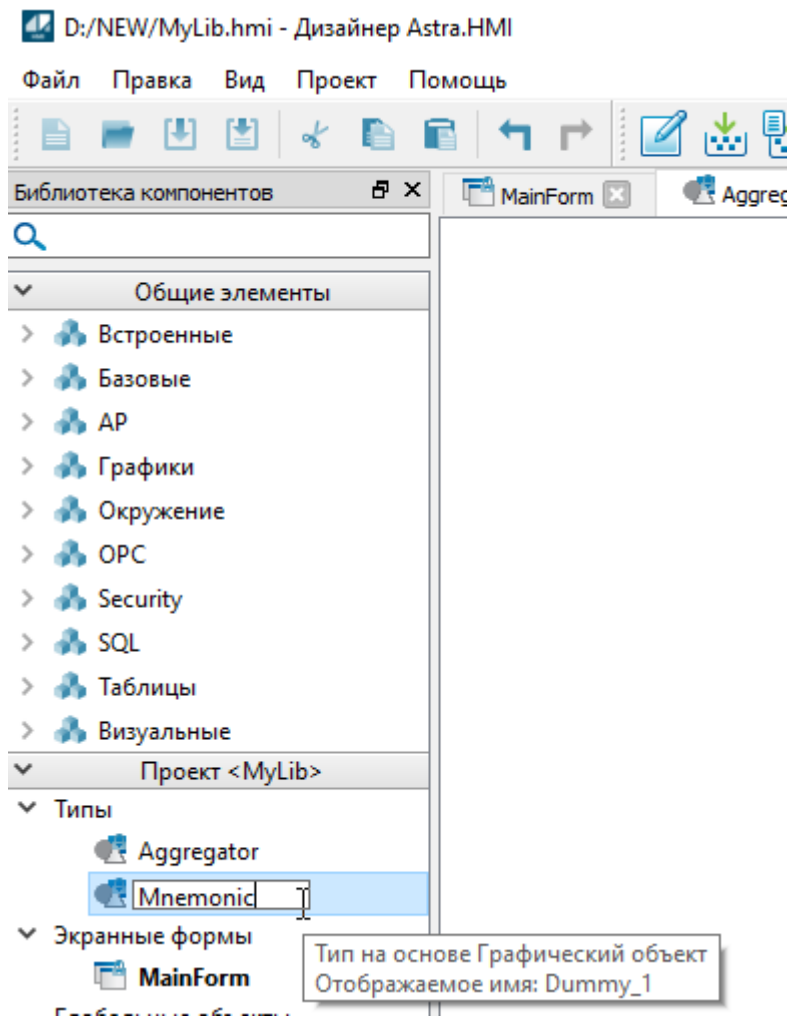 D:/NEW/MyLib.hmi - Дизайнер Astra.HMI
Файл Правка Вид Проект Помощь
Библиотека компонентов
MainForm
Общие элементы
Встроенные
Базовые
AP
Графики
Окружение
OPC
Security
SQL
Таблицы
Визуальные
Проект <MyLib>
Типы
Aggregator
Mnemonic
Экранные формы
Тип на основе Графический объект
MainForm
Отображаемое имя: Dummy_1